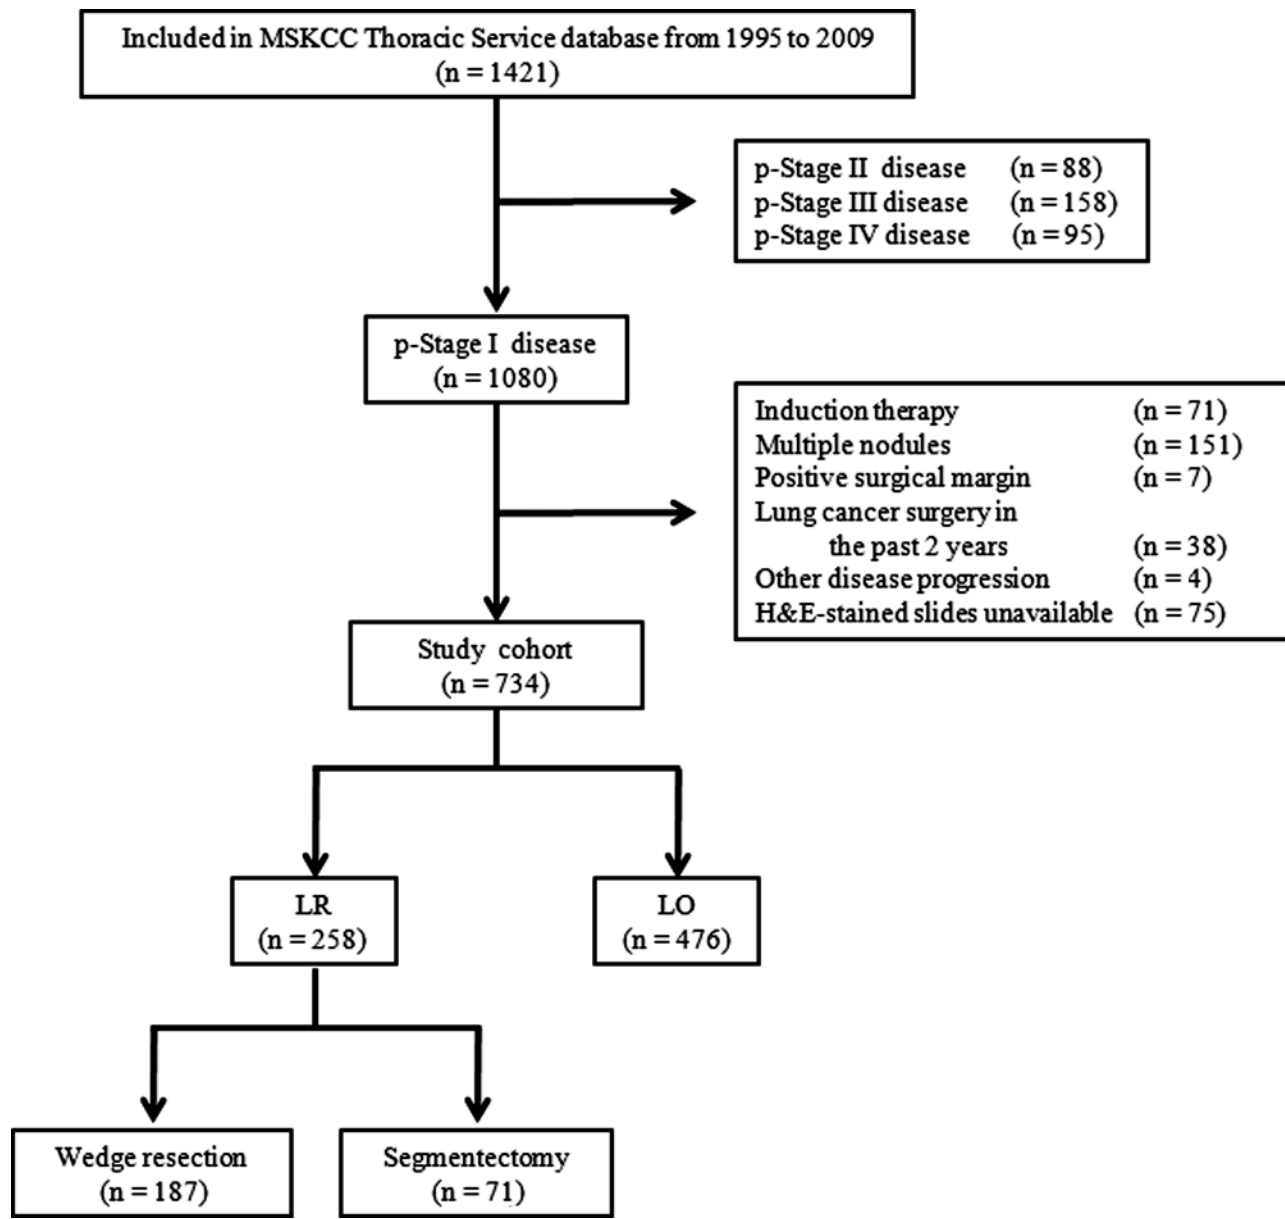 Included in MSKCC Thoracic Service database from 1995 to 2009
(n = 1421)
p-Stage II disease (n = 88)
p-Stage III disease (n = 158)
p-Stage IV disease (n = 95)
p-Stage I disease
(n = 1080)
Induction therapy (n = 71)
Multiple nodules (n = 151)
Positive surgical margin (n = 7)
Lung cancer surgery in
the past 2 years (n = 38)
Other disease progression (n = 4)
H&E-stained slides unavailable (n = 75)
Study cohort
(n = 734)
LR
(n = 258)
LO
(n = 476)
Wedge resection
(n = 187)
Segmentectomy
(n = 71)